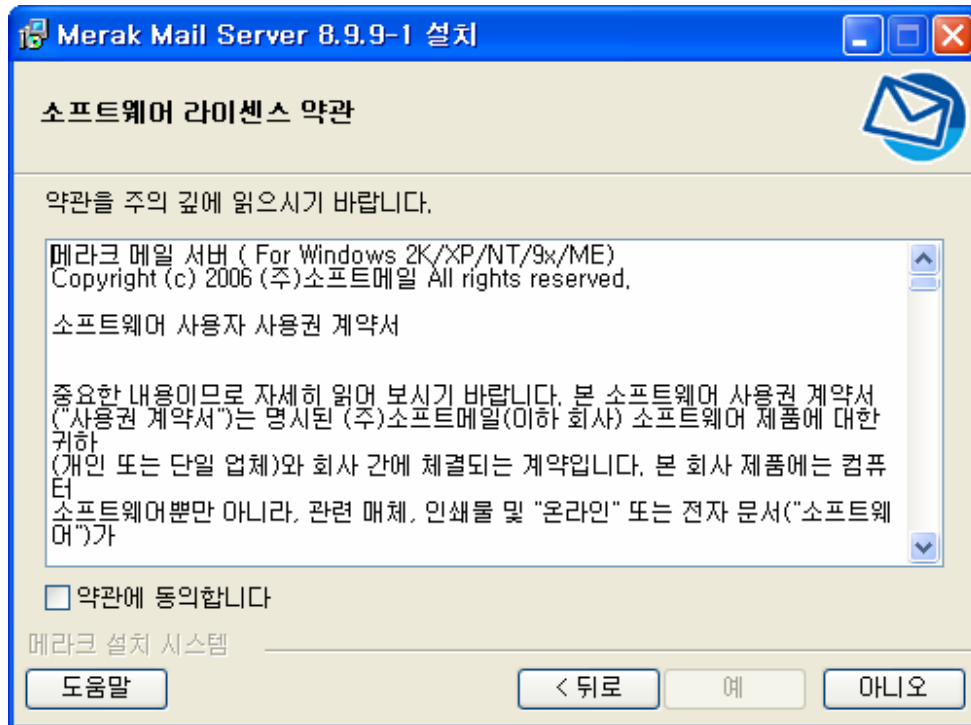 Merak Mail Server 8.9.9-1 설치
소프트웨어 라이센스 약관
약관을 주의 깊에 읽으시기 바랍니다.
메라크 메일 서버 ( For Windows 2K/XP/NT/9x/ME)
Copyright (c) 2006 (주)소프트메일 All rights reserved.
소프트웨어 사용자 사용권 계약서
중요한 내용이므로 자세히 읽어 보시기 바랍니다. 본 소프트웨어 사용권 계약서
("사용권 계약서")는 명시된 (주)소프트메일(이하 회사) 소프트웨어 제품에 대한
귀하
(개인 또는 단일 업체)와 회사 간에 체결되는 계약입니다. 본 회사 제품에는 컴퓨
터
소프트웨어뿐만 아니라, 관련 매체, 인쇄물 및 "온라인" 또는 전자 문서("소프트웨
어")가
약관에 동의합니다
메라크 설치 시스템
도움말
< 뒤로
예
아니오